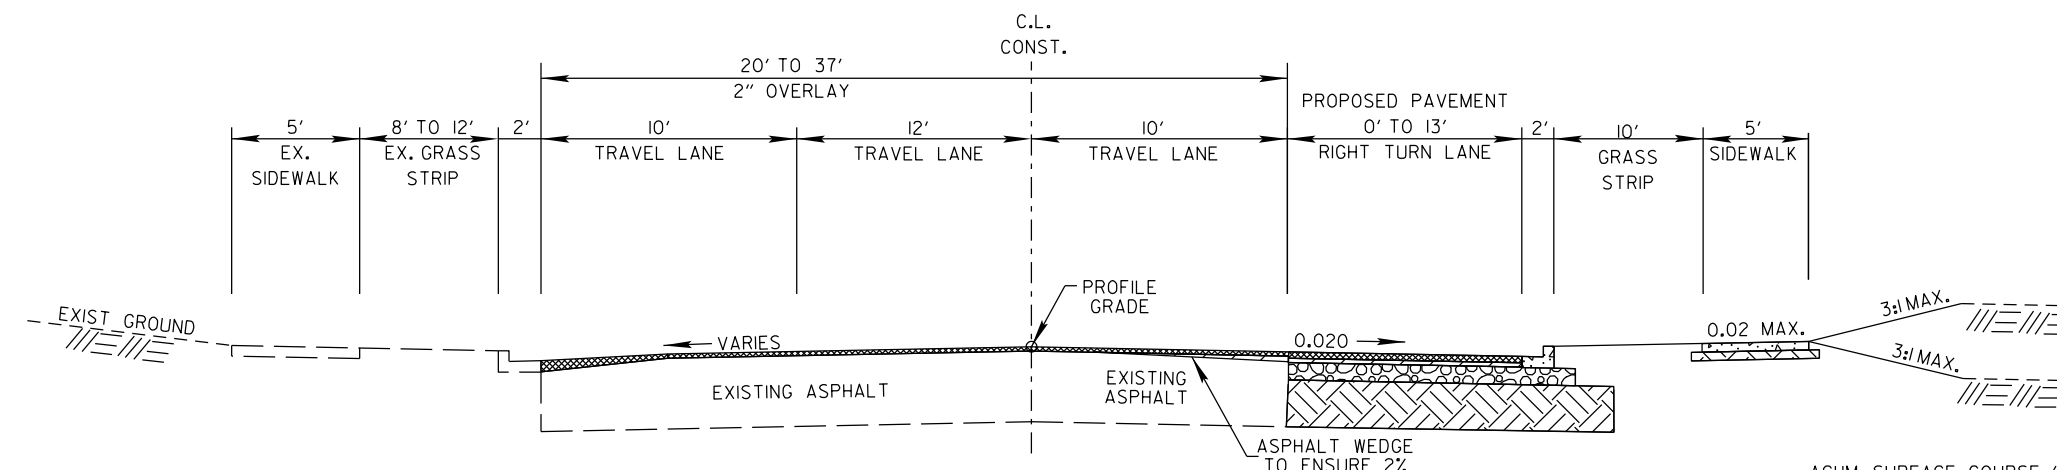 C.L.
CONST.
20' TO 37'
2" OVERLAY
PROPOSED PAVEMENT
5'
8' TO 12'
2'
10'
12'
10'
0' TO 13'
2'
10'
5'
EX.
SIDEWALK
EX. GRASS
STRIP
TRAVEL LANE
TRAVEL LANE
TRAVEL LANE
RIGHT TURN LANE
GRASS
STRIP
SIDEWALK
PROFILE
GRADE
EXIST GROUND
VARIES
0.020
0.02 MAX.
3:1 MAX.
3:1 MAX.
EXISTING ASPHALT
EXISTING
ASPHALT
ASPHALT WEDGE
TO ENSURE 2%